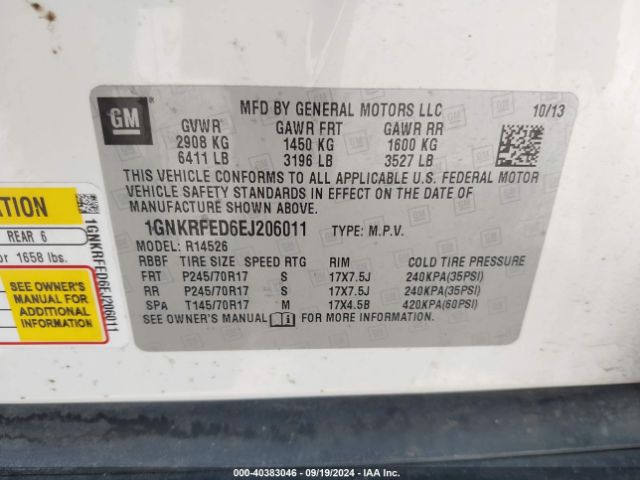 GM
MFD BY GENERAL MOTORS LLC 10/13
GVWR GAWR FRT GAWR RR
2908 KG 1450 KG 1600 KG
6411 LB 3196 LB 3527 LB
THIS VEHICLE CONFORMS TO ALL APPLICABLE U.S. FEDERAL MOTOR
VEHICLE SAFETY STANDARDS IN EFFECT ON THE DATE OF
MANUFACTURE SHOWN ABOVE.
1GNKRFED6EJ206011 TYPE: M.P.V.
MODEL: R14526
RBBF TIRE SIZE SPEED RTG RIM COLD TIRE PRESSURE
FRT P245/70R17 S 17X7.5J 240KPA(35PSI)
RR P245/70R17 S 17X7.5J 240KPA(35PSI)
SPA T145/70R17 M 17X4.5B 420KPA(60PSI)
SEE OWNER'S MANUAL FOR MORE INFORMATION.
ION
REAR 6
or 1658 lbs.
SEE OWNER'S
MANUAL FOR
ADDITIONAL
INFORMATION
1GNKRFED6EJ206011
© COPY - 40383046 - 09/19/2024 - IAA Inc.